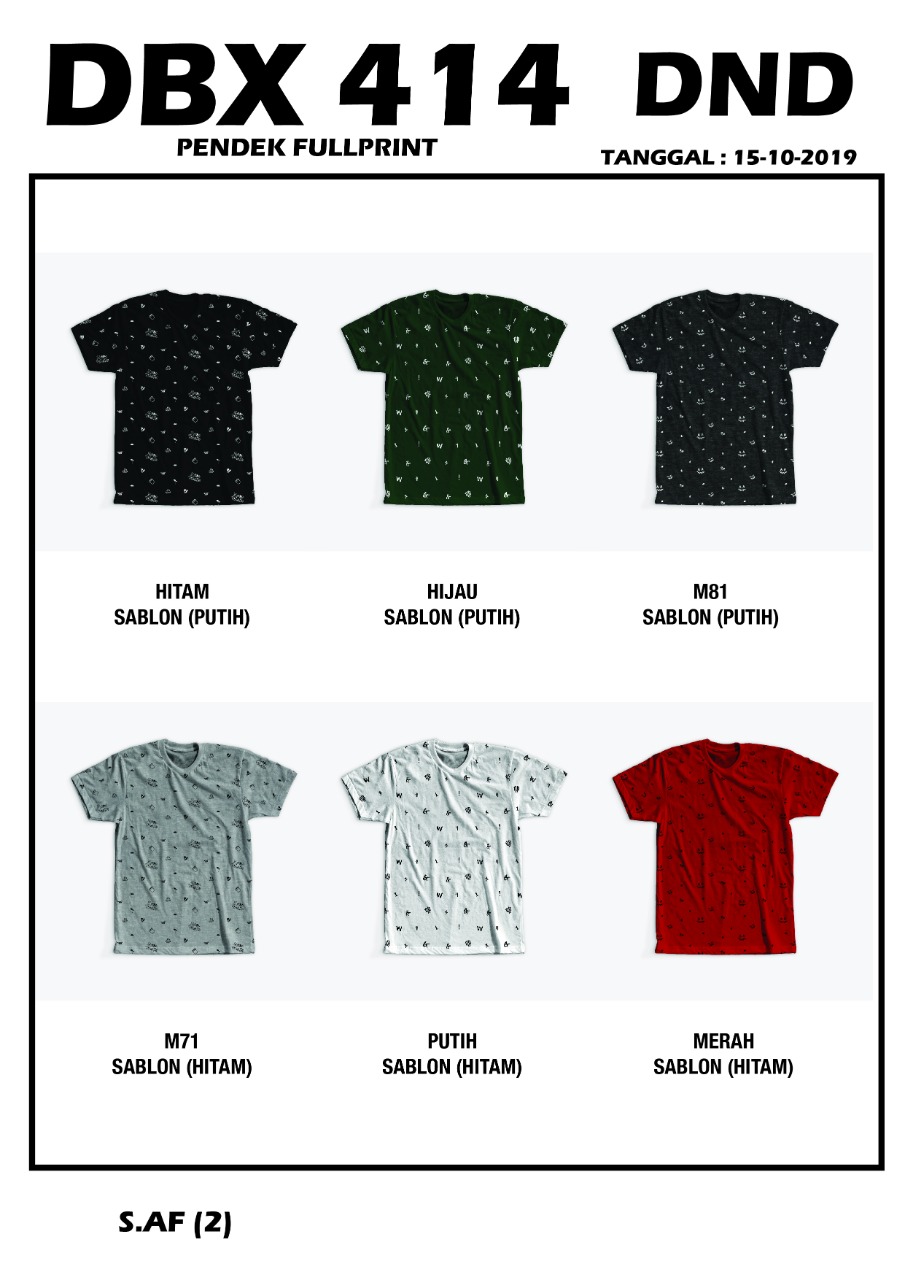 DBX 414 DND
PENDEK FULLPRINT
TANGGAL : 15-10-2019
HITAM
SABLON (PUTIH)
HIJAU
SABLON (PUTIH)
M81
SABLON (PUTIH)
M71
SABLON (HITAM)
PUTIH
SABLON (HITAM)
MERAH
SABLON (HITAM)
S.AF (2)